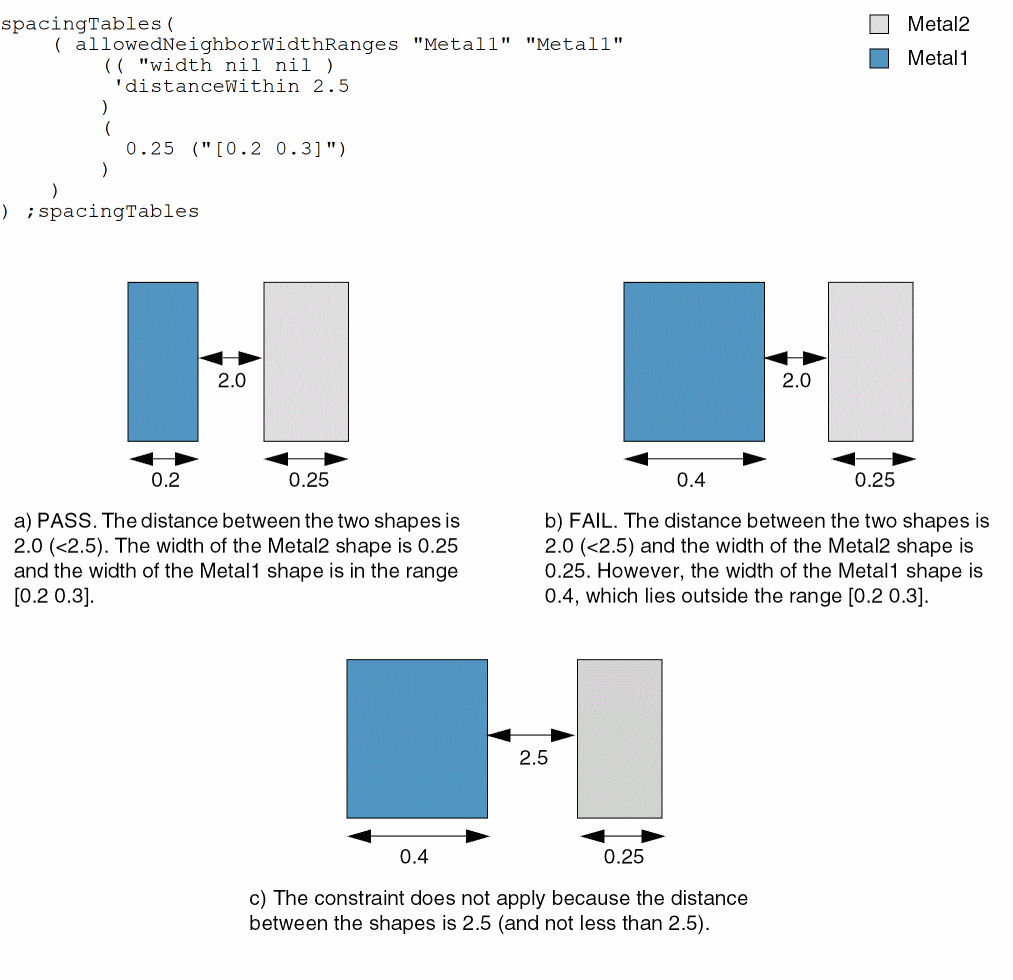 spacingTables(
( allowedNeighborWidthRanges "Metal1" "Metal1"
(( "width nil nil )
'distanceWithin 2.5
)
(
0.25 ("[0.2 0.3]")
)
)
) ;spacingTables
Metal2
Metal1
2.0
0.2
0.25
2.0
0.4
0.25
a) PASS. The distance between the two shapes is
2.0 (<2.5). The width of the Metal2 shape is 0.25
and the width of the Metal1 shape is in the range
[0.2 0.3].
b) FAIL. The distance between the two shapes is
2.0 (<2.5) and the width of the Metal2 shape is
0.25. However, the width of the Metal1 shape is
0.4, which lies outside the range [0.2 0.3].
2.5
0.4
0.25
c) The constraint does not apply because the distance
between the shapes is 2.5 (and not less than 2.5).